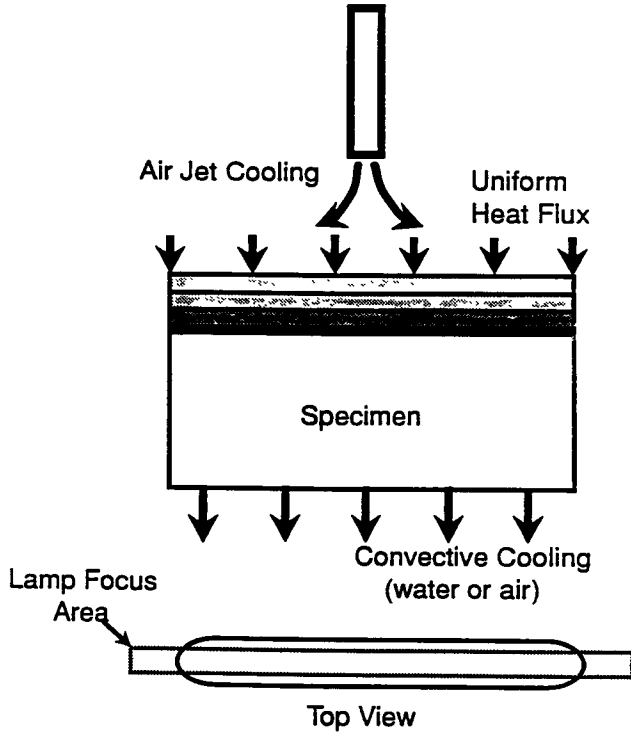 Air Jet Cooling
Uniform
Heat Flux
Specimen
Convective Cooling
(water or air)
Lamp Focus
Area
Top View